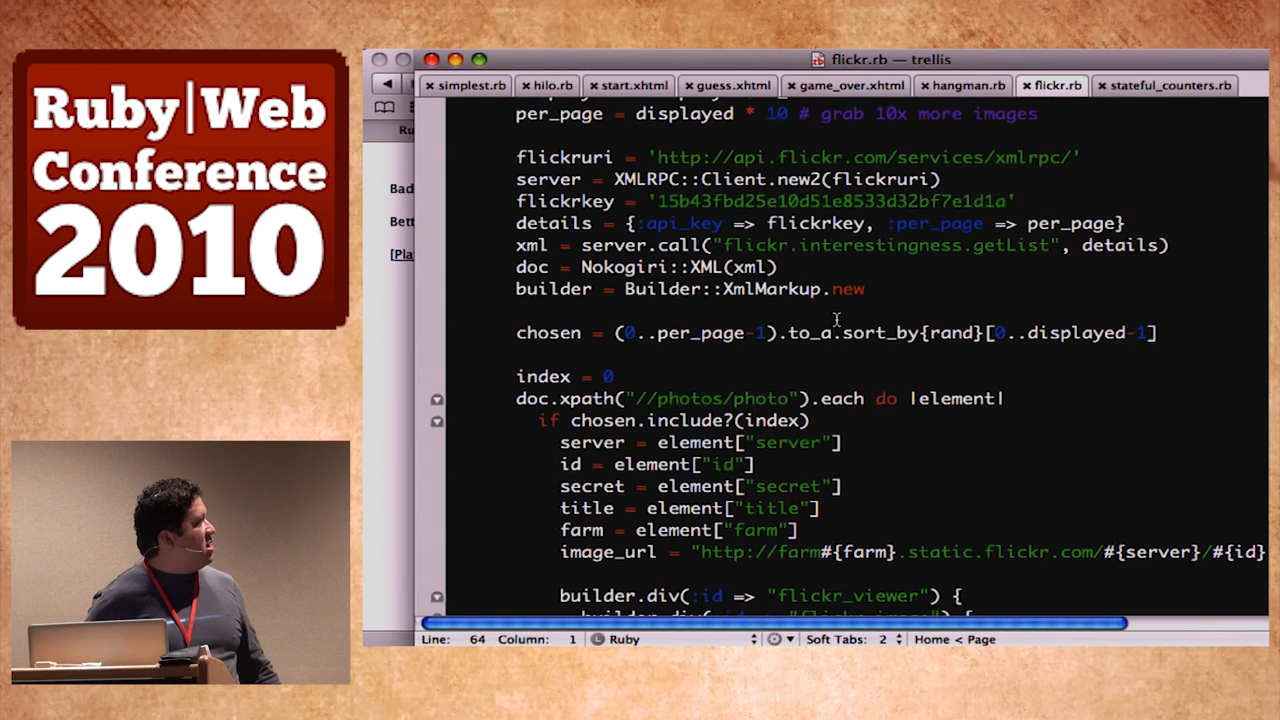 Ruby|Web
Conference
2010
flickr.rb — trellis
simplest.rb
hilo.rb
start.xhtml
guess.xhtml
game_over.xhtml
hangman.rb
flickr.rb
stateful_counters.rb
Ru
Bad
Bett
[Pla
per_page = displayed * 10 # grab 10x more images
flickruri = 'http://api.flickr.com/services/xmlrpc/'
server = XMLRPC::Client.new2(flickruri)
flickrkey = '15b43fbd25e10d51e8533d32bf7e1d1a'
details = {:api_key => flickrkey, :per_page => per_page}
xml = server.call("flickr.interestingness.getList", details)
doc = Nokogiri::XML(xml)
builder = Builder::XmlMarkup.new
chosen = (0..per_page-1).to_a.sort_by{rand}[0..displayed-1]
index = 0
doc.xpath("//photos/photo").each do |element|
if chosen.include?(index)
server = element["server"]
id = element["id"]
secret = element["secret"]
title = element["title"]
farm = element["farm"]
image_url = "http://farm#{farm}.static.flickr.com/#{server}/#{id}
builder.div(:id => "flickr_viewer") {
Line: 64 Column: 1 Ruby Soft Tabs: 2 Home < Page